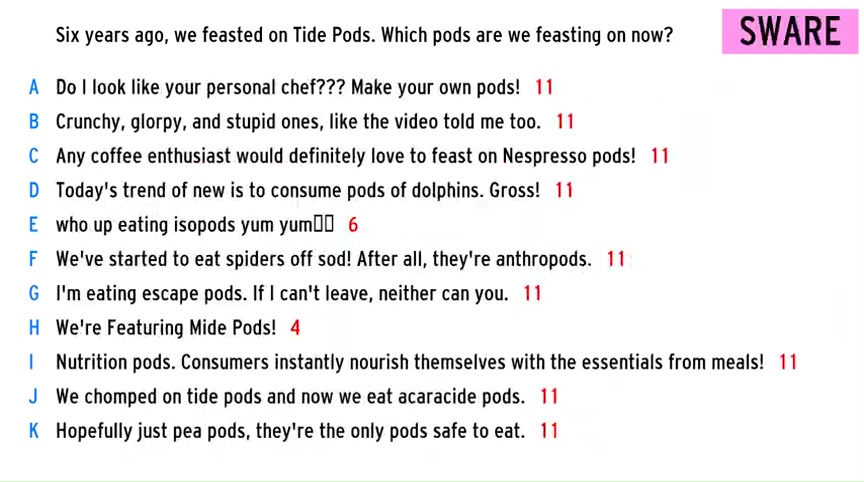 Six years ago, we feasted on Tide Pods. Which pods are we feasting on now?
SWARE
A Do I look like your personal chef??? Make your own pods! 11
B Crunchy, glorpy, and stupid ones, like the video told me too. 11
C Any coffee enthusiast would definitely love to feast on Nespresso pods! 11
D Today's trend of new is to consume pods of dolphins. Gross! 11
E who up eating isopods yum yum▯▯ 6
F We've started to eat spiders off sod! After all, they're anthropods. 11
G I'm eating escape pods. If I can't leave, neither can you. 11
H We're Featuring Mide Pods! 4
I Nutrition pods. Consumers instantly nourish themselves with the essentials from meals! 11
J We chomped on tide pods and now we eat acaracide pods. 11
K Hopefully just pea pods, they're the only pods safe to eat. 11